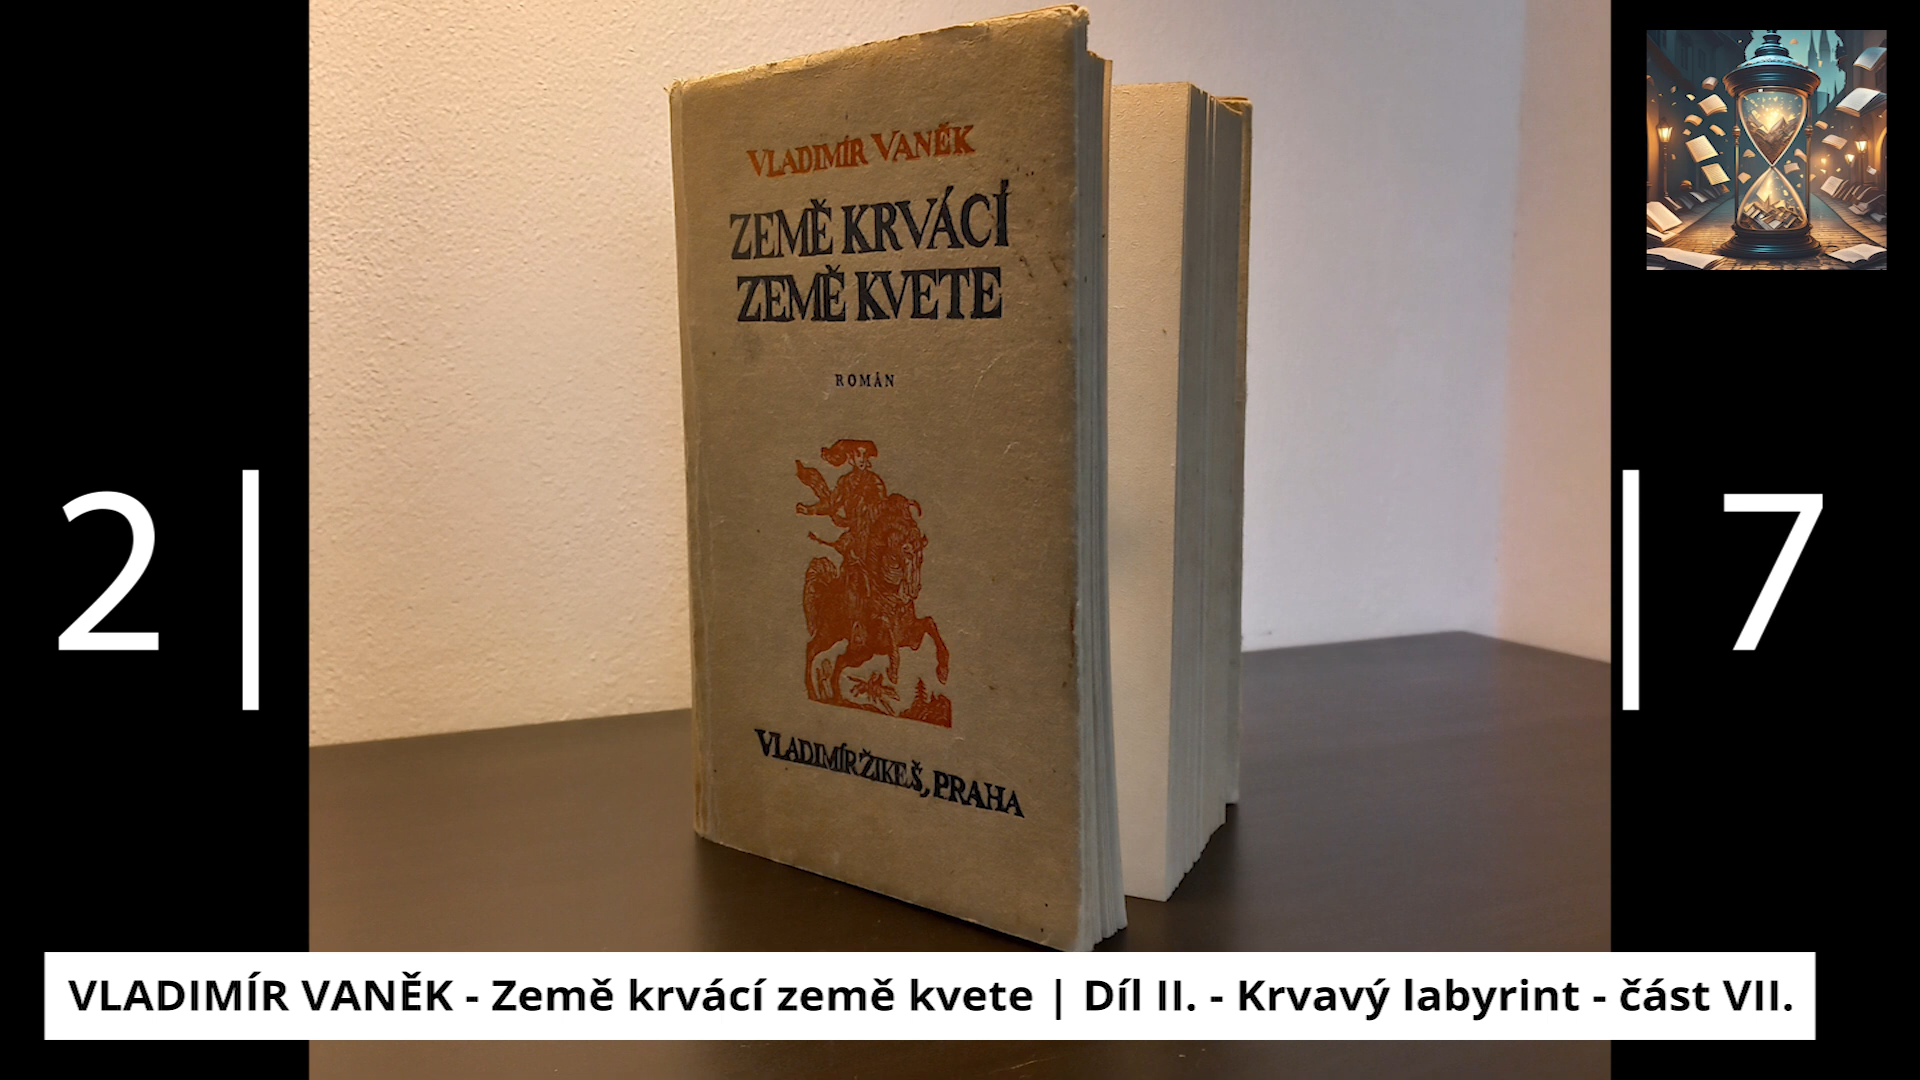 VLADIMÍR VANĚK
ZEMĚ KRVÁCÍ
ZEMĚ KVETE
ROMÁN
VLADIMÍR ŽIKEŠ, PRAHA
2 |
| 7
VLADIMÍR VANĚK - Země krvácí země kvete | Díl II. - Krvavý labyrint - část VII.